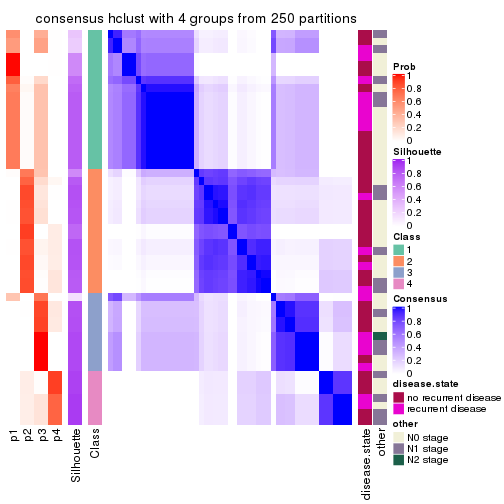 consensus hclust with 4 groups from 250 partitions
Prob
1
0.8
0.6
0.4
0.2
0
Silhouette
1
0.8
0.6
0.4
0.2
0
Class
1
2
3
4
Consensus
1
0.8
0.6
0.4
0.2
0
disease.state
no recurrent disease
recurrent disease
other
N0 stage
N1 stage
N2 stage
p1
p2
p3
p4
Silhouette
Class
disease.state
other